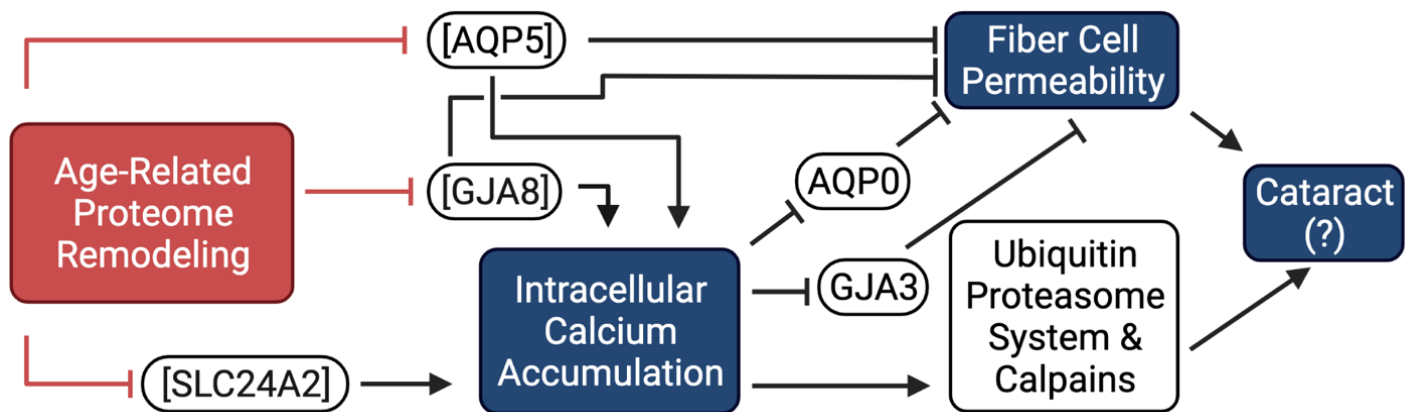 [AQP5]
Fiber Cell
Permeability
Age-Related
Proteome
Remodeling
[GJA8]
AQP0
Cataract
(?)
Intracellular
Calcium
Accumulation
GJA3
Ubiquitin
Proteasome
System &
Calpains
[SLC24A2]